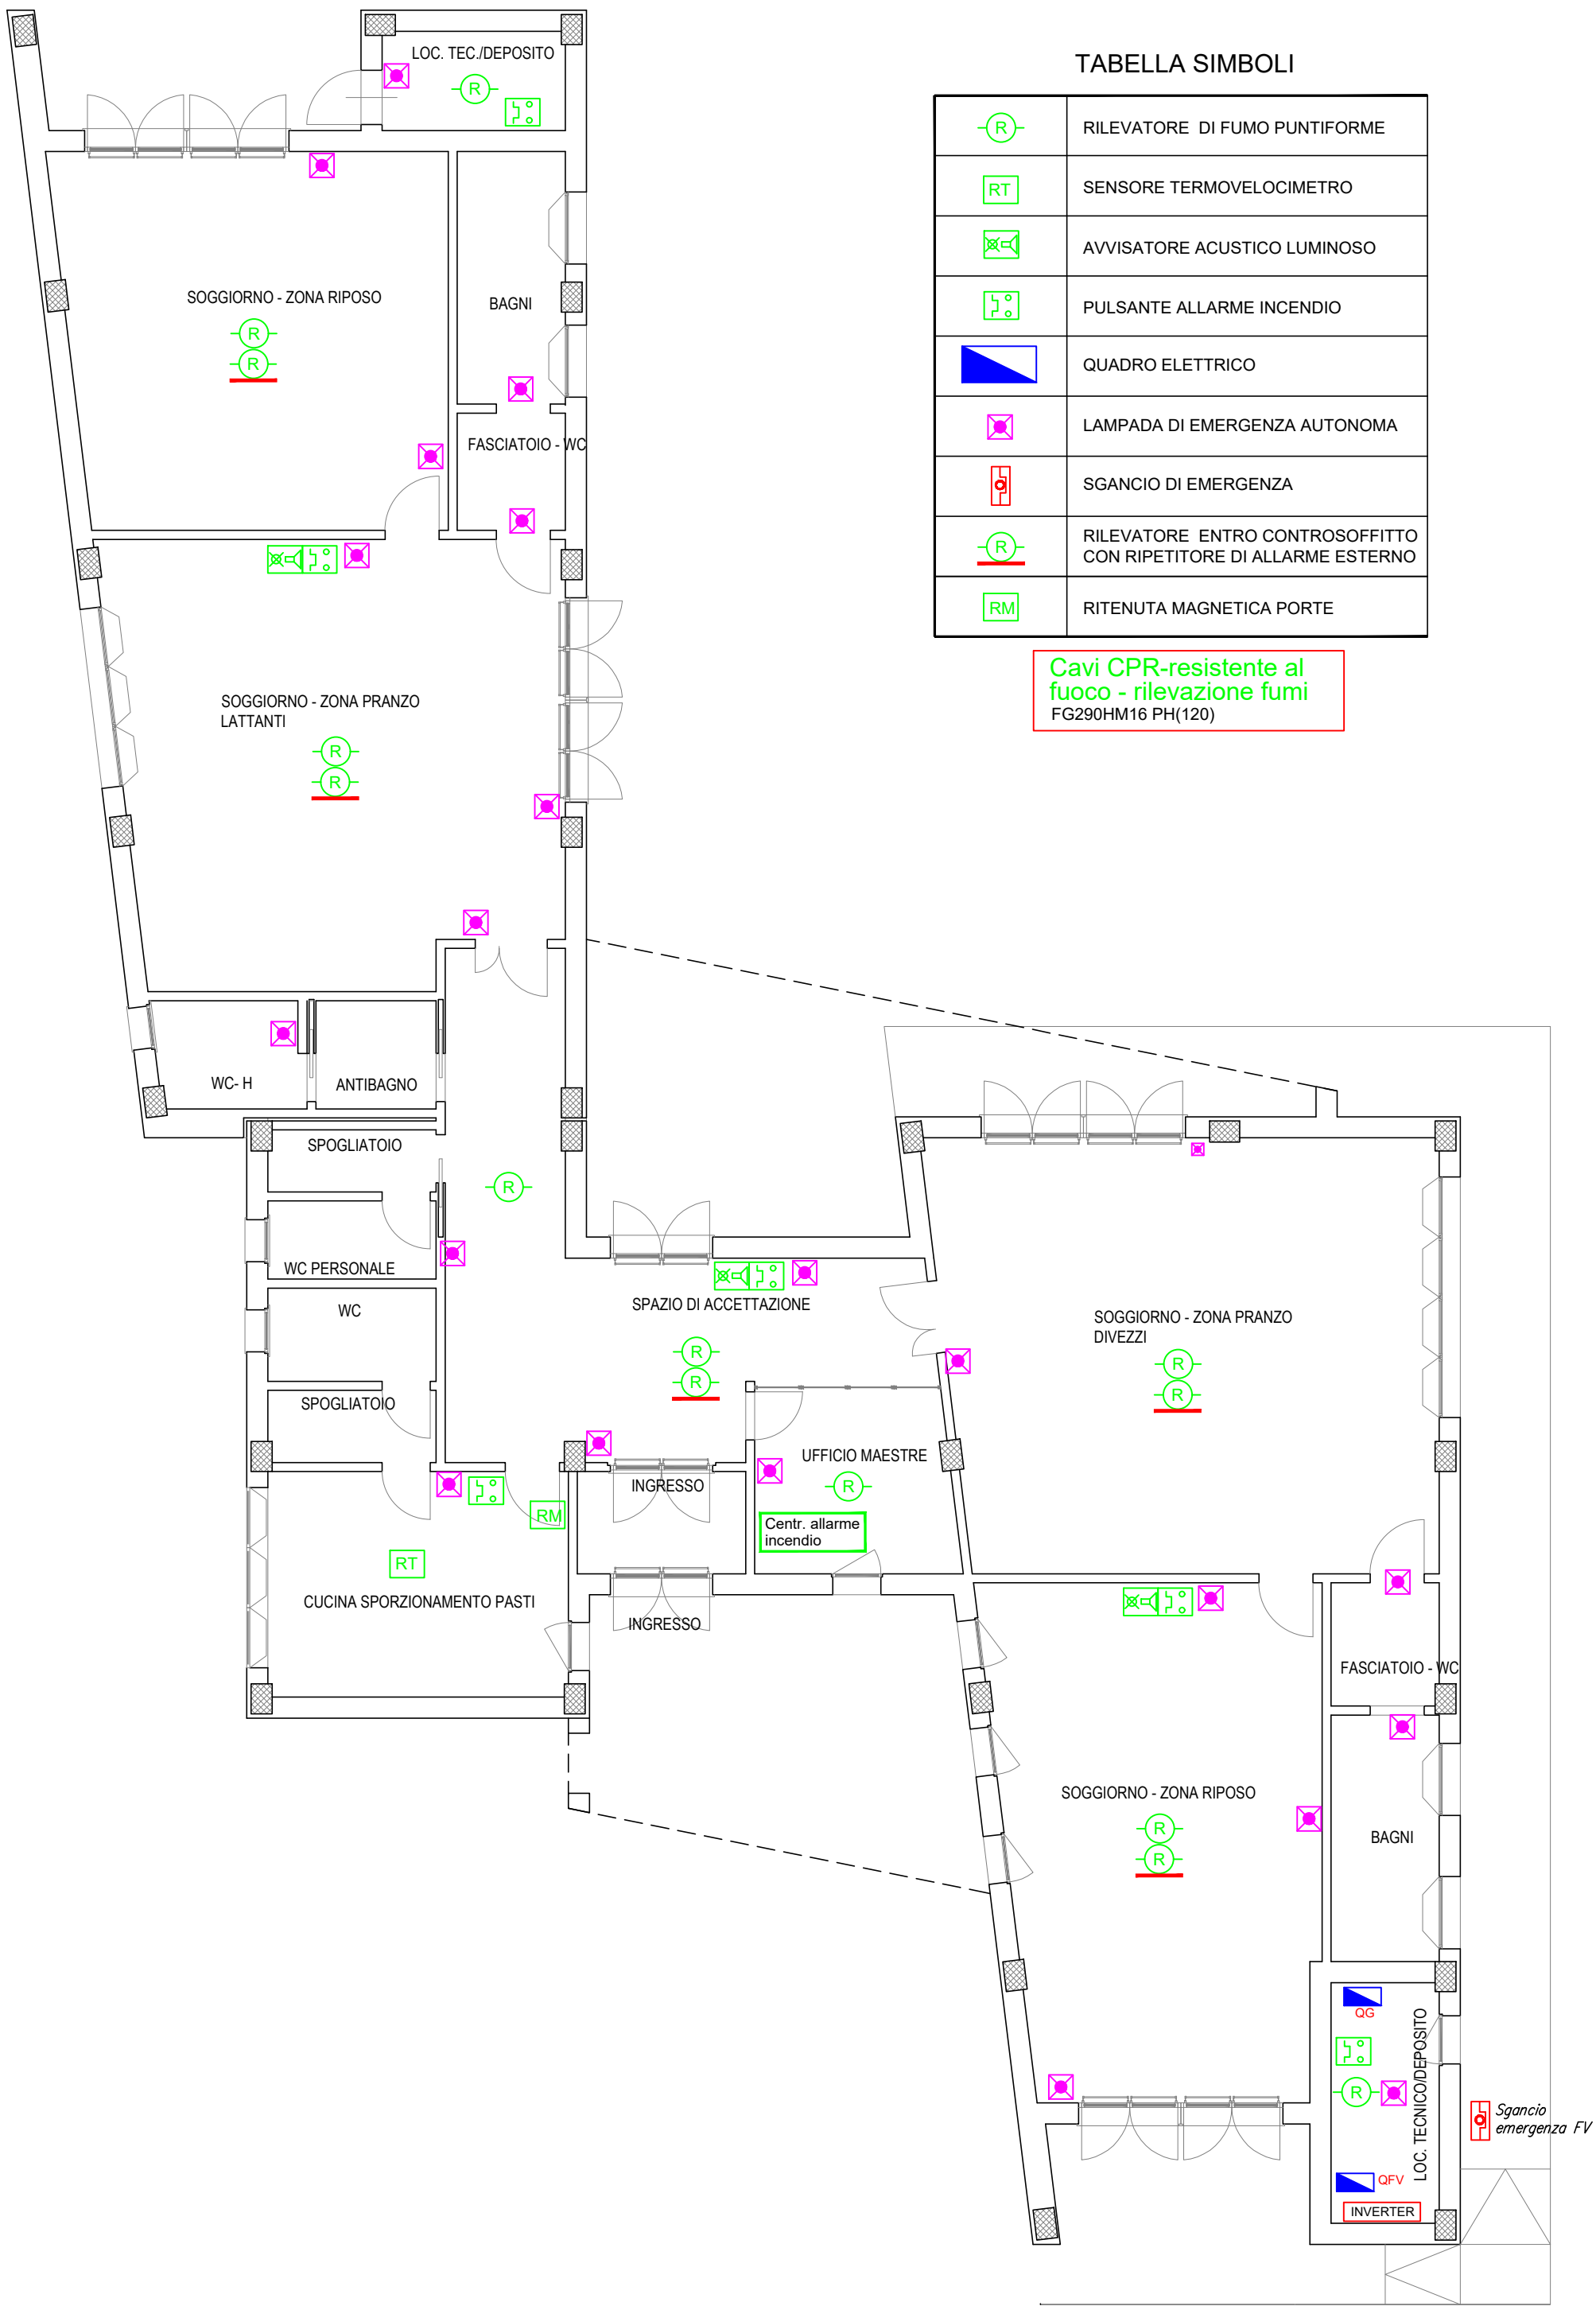 LOC. TEC./DEPOSITO
R
TABELLA SIMBOLI
R RILEVATORE DI FUMO PUNTIFORME
RT SENSORE TERMOVELOCIMETRO
AVVISATORE ACUSTICO LUMINOSO
PULSANTE ALLARME INCENDIO
QUADRO ELETTRICO
LAMPADA DI EMERGENZA AUTONOMA
SGANCIO DI EMERGENZA
R RILEVATORE ENTRO CONTROSOFFITTO
CON RIPETITORE DI ALLARME ESTERNO
RM RITENUTA MAGNETICA PORTE
Cavi CPR-resistente al
fuoco - rilevazione fumi
FG290HM16 PH(120)
SOGGIORNO - ZONA RIPOSO
R
R
BAGNI
FASCIATOIO - WC
SOGGIORNO - ZONA PRANZO
LATTANTI
R
R
WC- H
ANTIBAGNO
SPOGLIATOIO
R
WC PERSONALE
WC
SPOGLIATOIO
SPAZIO DI ACCETTAZIONE
R
R
SOGGIORNO - ZONA PRANZO
DIVEZZI
R
R
UFFICIO MAESTRE
R
Centr. allarme
incendio
INGRESSO
RM
RT
CUCINA SPORZIONAMENTO PASTI
INGRESSO
FASCIATOIO - WC
SOGGIORNO - ZONA RIPOSO
R
R
BAGNI
QG
R
LOC. TECNICO/DEPOSITO
QFV
INVERTER
Sgancio
emergenza FV